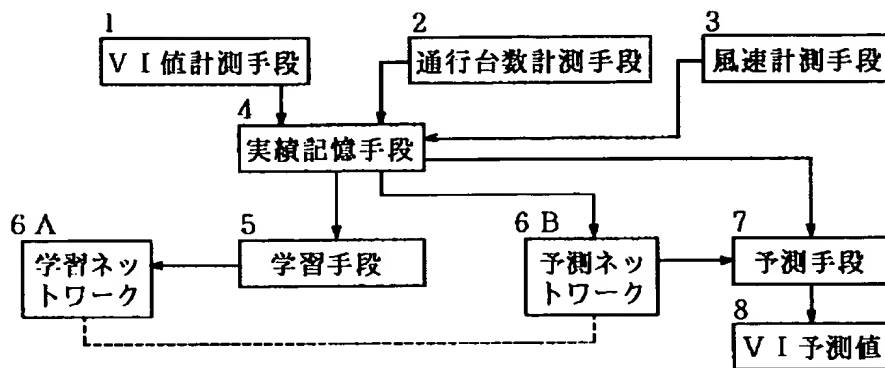 1
ＶＩ値計測手段
2
通行台数計測手段
3
風速計測手段
4
実績記憶手段
6A
学習ネッ
トワーク
5
学習手段
6B
予測ネッ
トワーク
7
予測手段
8
ＶＩ予測値